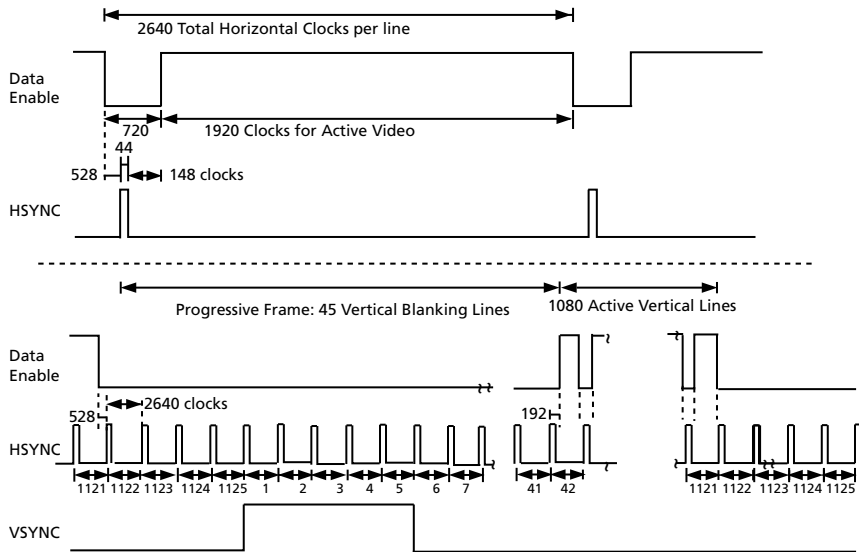 2640 Total Horizontal Clocks per line
Data
Enable
720
1920 Clocks for Active Video
44
528
148 clocks
HSYNC
Progressive Frame: 45 Vertical Blanking Lines
1080 Active Vertical Lines
Data
Enable
528
2640 clocks
192
HSYNC
1121 1122 1123 1124 1125 1 2 3 4 5 6 7 41 42 1121 1122 1123 1124 1125
VSYNC